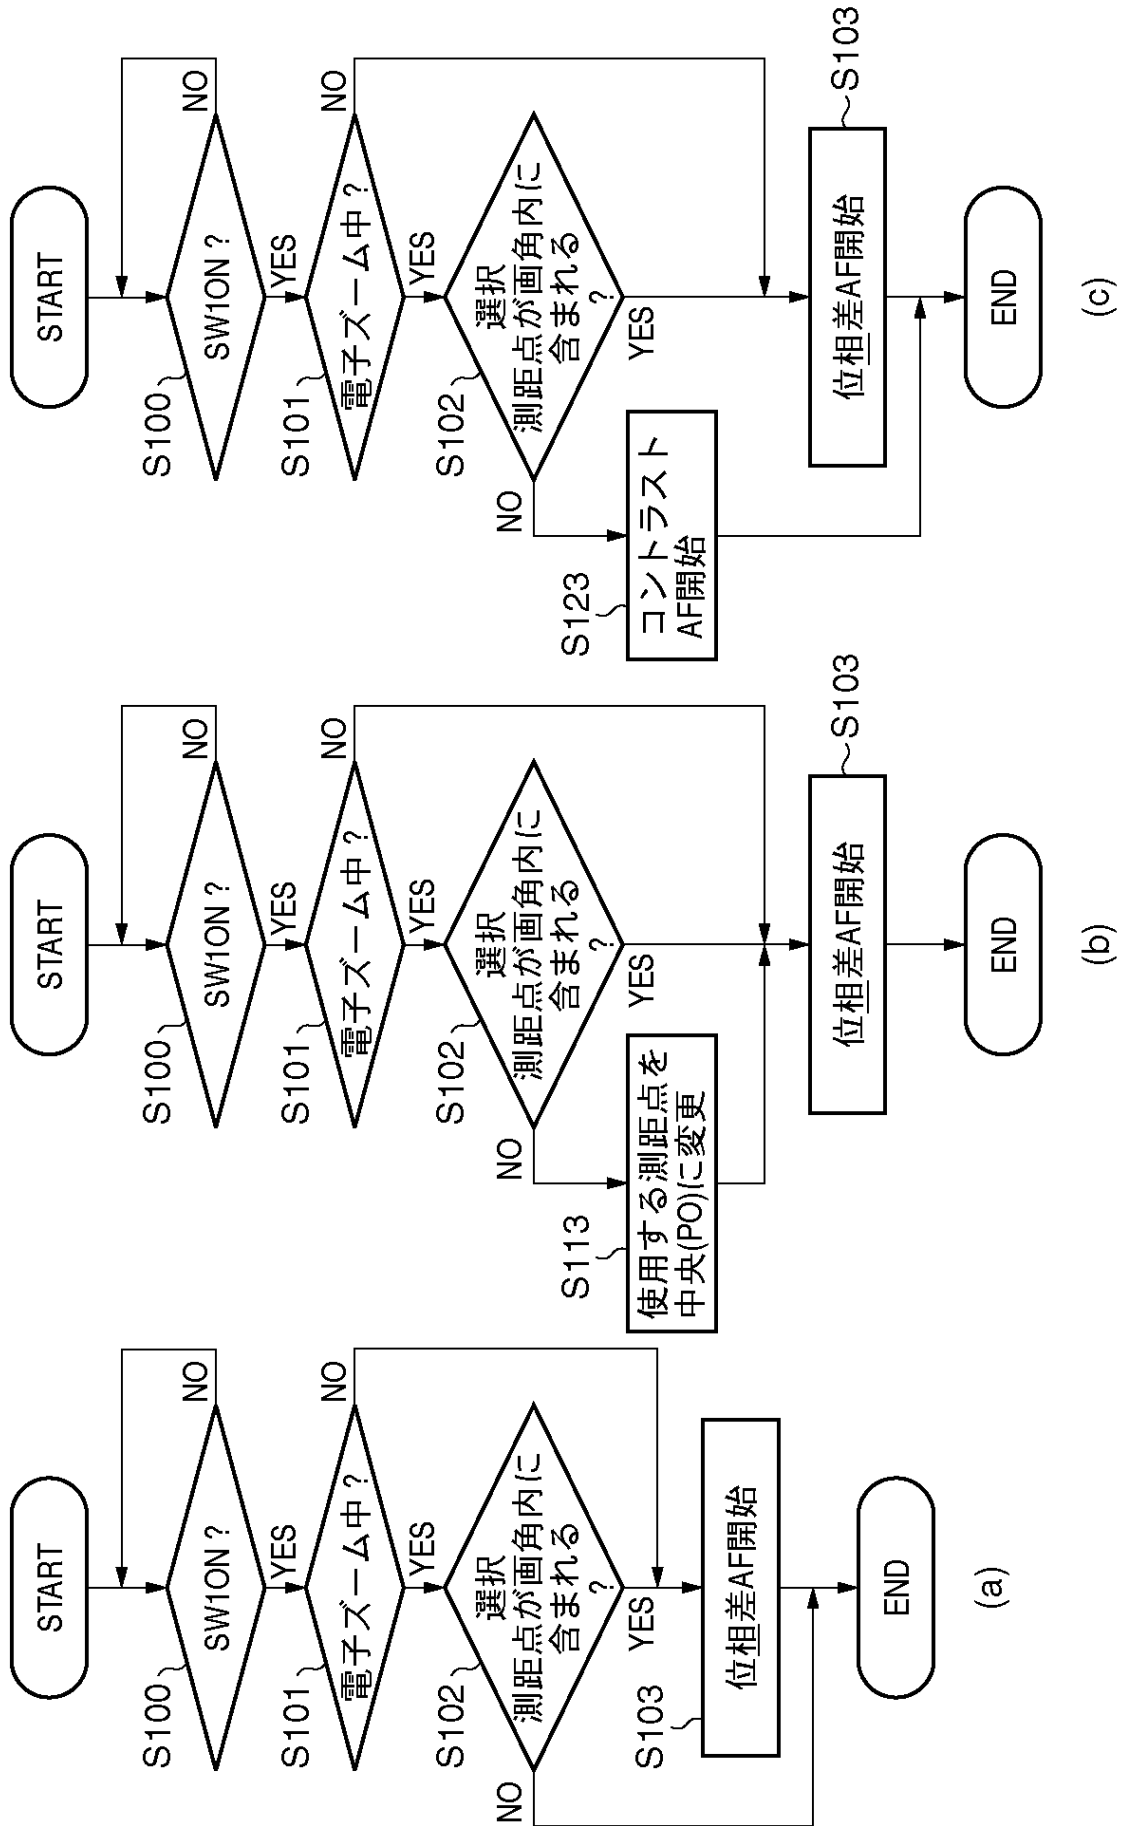 START
S100
SW1ON ?
NO
YES
S101
電子ズーム中 ?
NO
YES
S102
選択
測距点が画角内に
含まれる
?
NO
YES
S103
位相差AF開始
END
(a)
START
S100
SW1ON ?
NO
YES
S101
電子ズーム中 ?
NO
YES
S102
選択
測距点が画角内に
含まれる
?
NO
YES
S113
使用する測距点を
中央(PO)に変更
S103
位相差AF開始
END
(b)
START
S100
SW1ON ?
NO
YES
S101
電子ズーム中 ?
NO
YES
S102
選択
測距点が画角内に
含まれる
?
NO
YES
S123
コントラスト
AF開始
S103
位相差AF開始
END
(c)